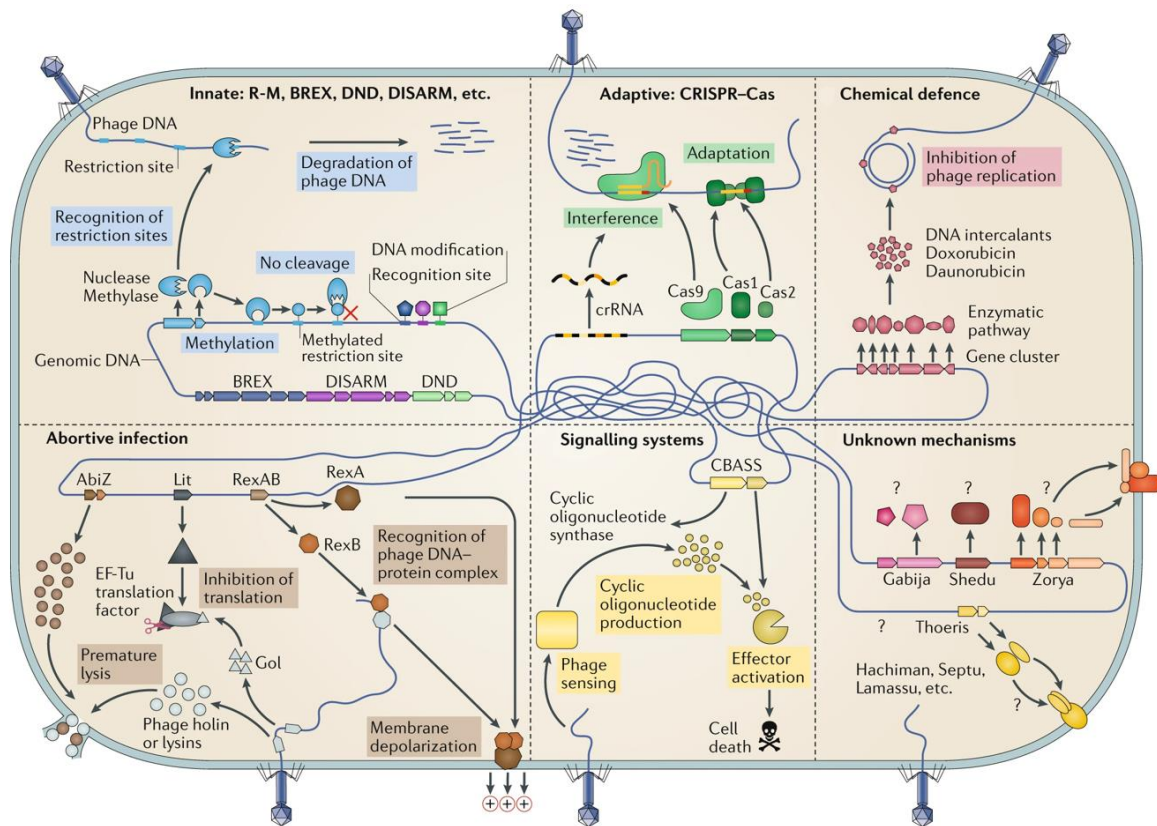 Innate: R-M, BREX, DND, DISARM, etc.
Phage DNA
Restriction site
Degradation of
phage DNA
Recognition of
restriction sites
Nuclease
Methylase
No cleavage
DNA modification
Recognition site
Methylation
Methylated
restriction site
Genomic DNA
BREX
DISARM
DND
Adaptive: CRISPR–Cas
Adaptation
Interference
crRNA
Cas9
Cas1
Cas2
Chemical defence
Inhibition of
phage replication
DNA intercalants
Doxorubicin
Daunorubicin
Enzymatic
pathway
Gene cluster
Abortive infection
AbiZ
Lit
RexAB
RexA
RexB
Recognition of
phage DNA–
protein complex
EF-Tu
translation
factor
Inhibition of
translation
Premature
lysis
Gol
Phage holin
or lysins
Membrane
depolarization
+ + +
Signalling systems
CBASS
Cyclic
oligonucleotide
synthase
Cyclic
oligonucleotide
production
Phage
sensing
Effector
activation
Cell
death
Unknown mechanisms
? ? ?
Gabija
Shedu
Zorya
?
Thoeris
Hachiman, Septu,
Lamassu, etc.
?